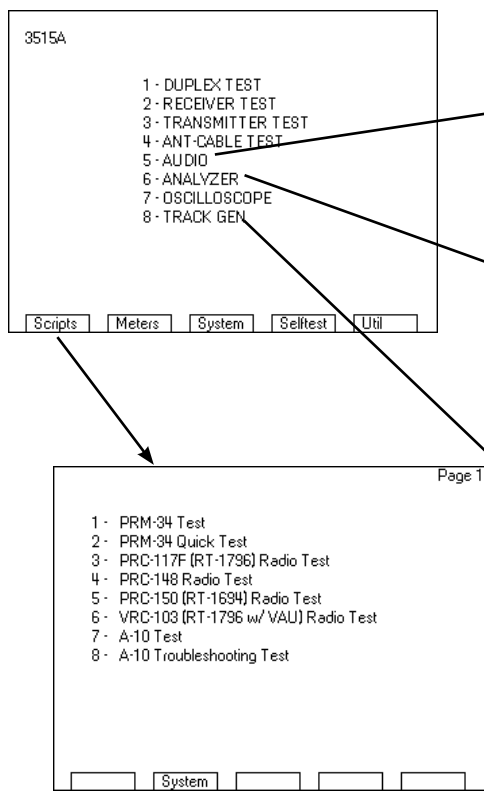 3515A
1 - DUPLEX TEST
2 - RECEIVER TEST
3 - TRANSMITTER TEST
4 - ANT-CABLE TEST
5 - AUDIO
6 - ANALYZER
7 - OSCILLOSCOPE
8 - TRACK GEN
Scripts Meters System Selftest Util
Page 1
1 - PRM-34 Test
2 - PRM-34 Quick Test
3 - PRC-117F (RT-1796) Radio Test
4 - PRC-148 Radio Test
5 - PRC-150 (RT-1694) Radio Test
6 - VRC-103 (RT-1796 w/ VAU) Radio Test
7 - A-10 Test
8 - A-10 Troubleshooting Test
System